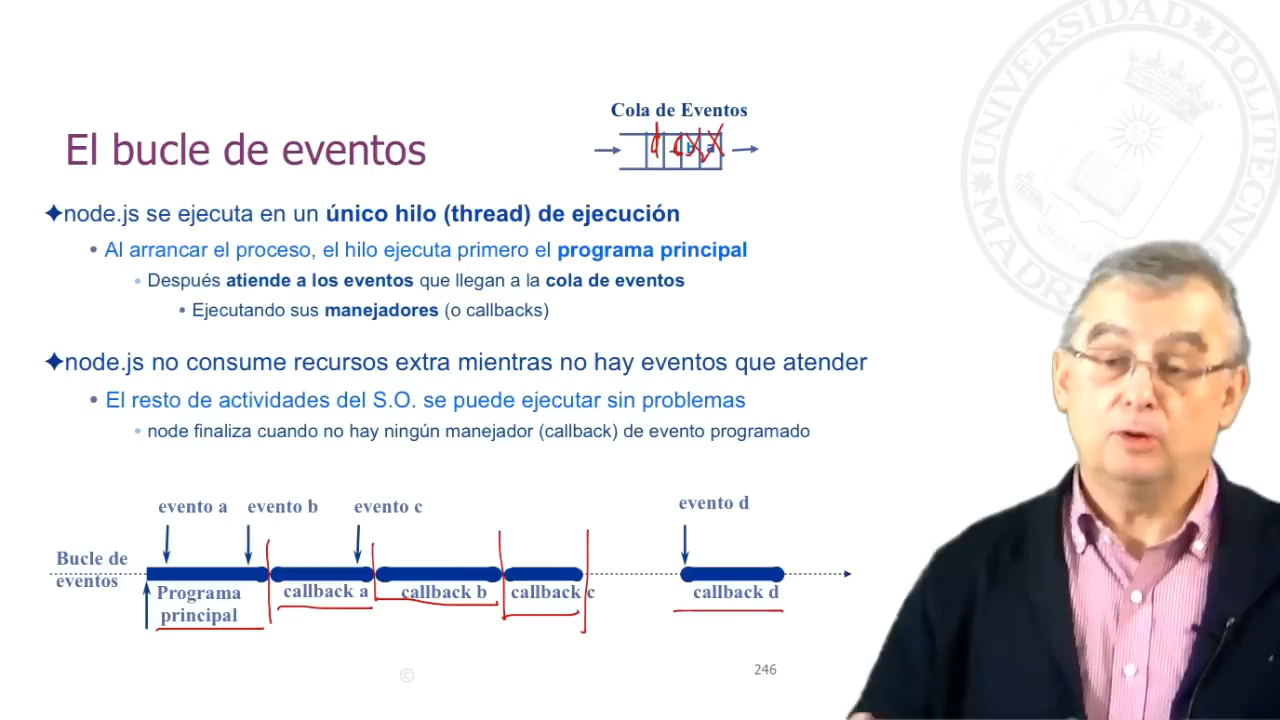 UNIVERSIDAD POLITÉCNICA
MADRID
Cola de Eventos
d c b a
El bucle de eventos
✦node.js se ejecuta en un único hilo (thread) de ejecución
• Al arrancar el proceso, el hilo ejecuta primero el programa principal
• Después atiende a los eventos que llegan a la cola de eventos
• Ejecutando sus manejadores (o callbacks)
✦node.js no consume recursos extra mientras no hay eventos que atender
• El resto de actividades del S.O. se puede ejecutar sin problemas
• node finaliza cuando no hay ningún manejador (callback) de evento programado
evento a evento b evento c evento d
Bucle de
eventos
Programa
principal
callback a callback b callback c callback d
© 246